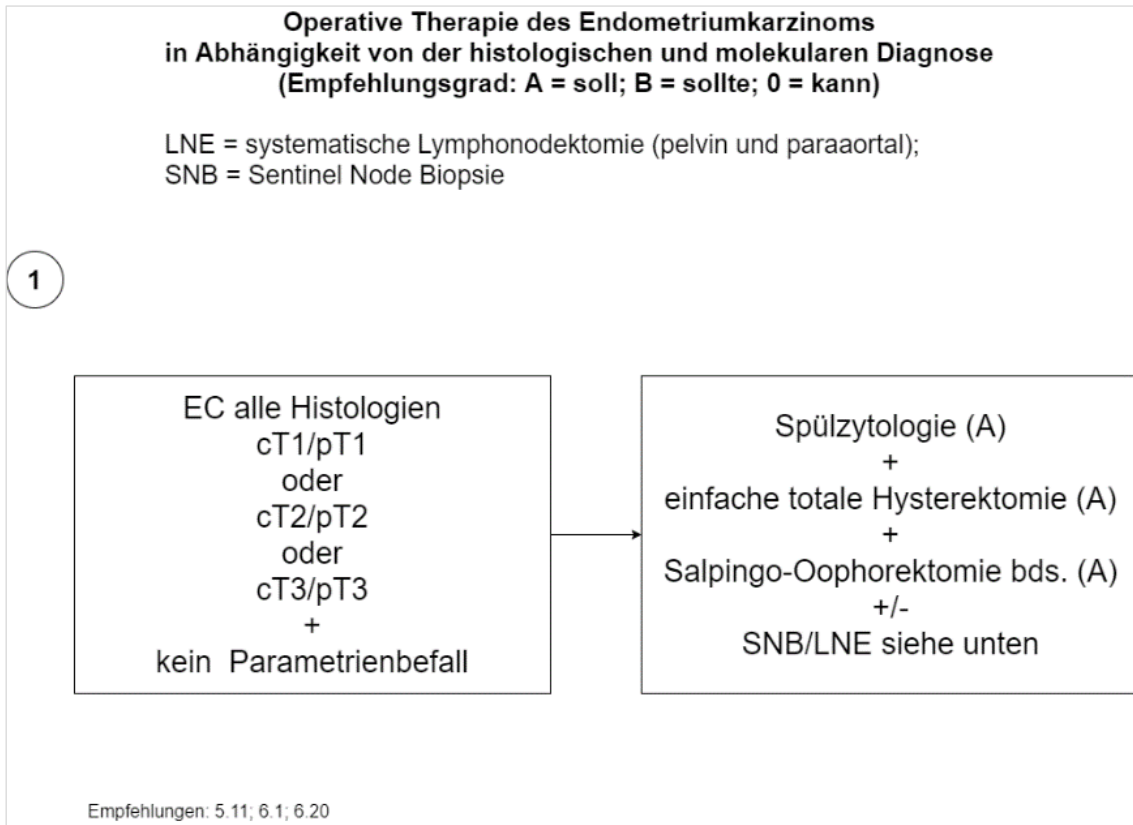 Operative Therapie des Endometriumkarzinoms
in Abhängigkeit von der histologischen und molekularen Diagnose
(Empfehlungsgrad: A = soll; B = sollte; 0 = kann)
LNE = systematische Lymphonodektomie (pelvin und paraaortal);
SNB = Sentinel Node Biopsie
1
EC alle Histologien
cT1/pT1
oder
cT2/pT2
oder
cT3/pT3
+
kein Parametrienbefall
Spülzytologie (A)
+
einfache totale Hysterektomie (A)
+
Salpingo-Oophorektomie bds. (A)
+/-
SNB/LNE siehe unten
Empfehlungen: 5.11; 6.1; 6.20